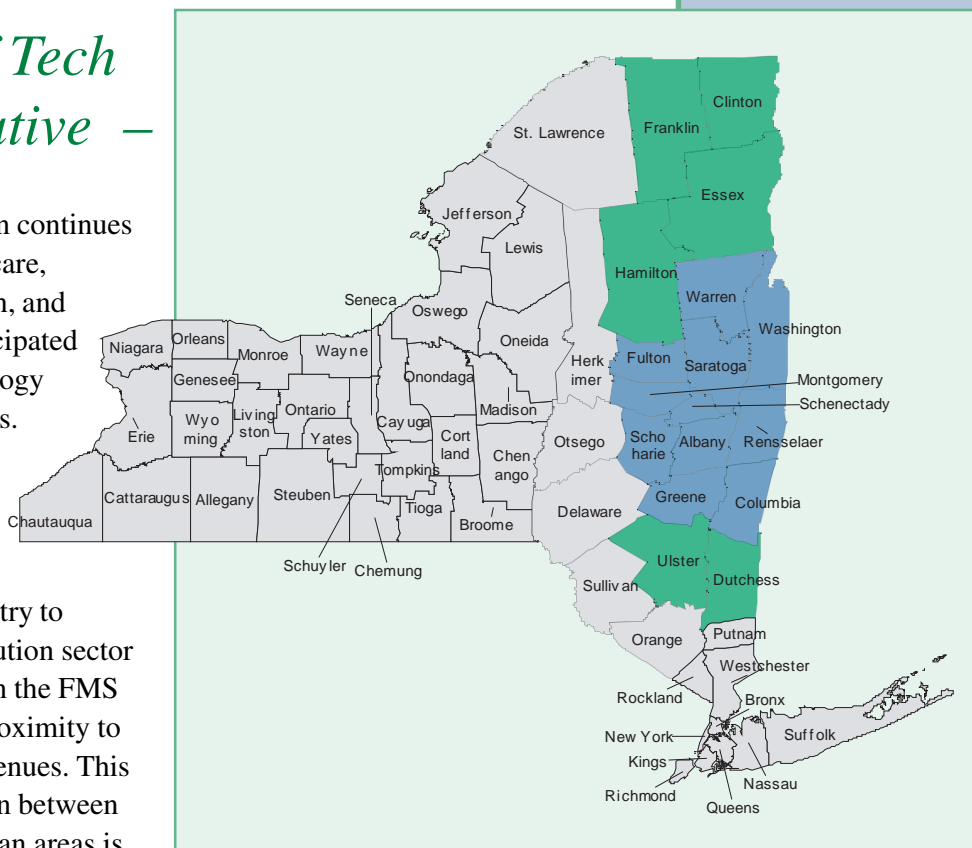 Tech
ative –
n continues
care,
n, and
cipated
ogy
s.
try to
ution sector
n the FMS
oximity to
enues. This
n between
an areas is
Clinton
Franklin
St. Lawrence
Essex
Jefferson
Lewis
Hamilton
Warren
Seneca
Oswego
Washington
Niagara
Orleans
Monroe
Wayne
Oneida
Herk
imer
Fulton
Saratoga
Genesee
Onondaga
Montgomery
Schenectady
Madison
Ontario
Living
ston
Wyo
ming
Cayuga
Erie
Yates
Cort
land
Otsego
Scho
harie
Albany
Rensselaer
Chen
ango
Tompkins
Cattaraugus
Allegany
Steuben
Greene
Columbia
Tioga
Delaware
Chautauqua
Broome
Schuyler
Chemung
Ulster
Dutchess
Sullivan
Putnam
Orange
Westchester
Rockland
Bronx
New York
Suffolk
Kings
Nassau
Richmond
Queens